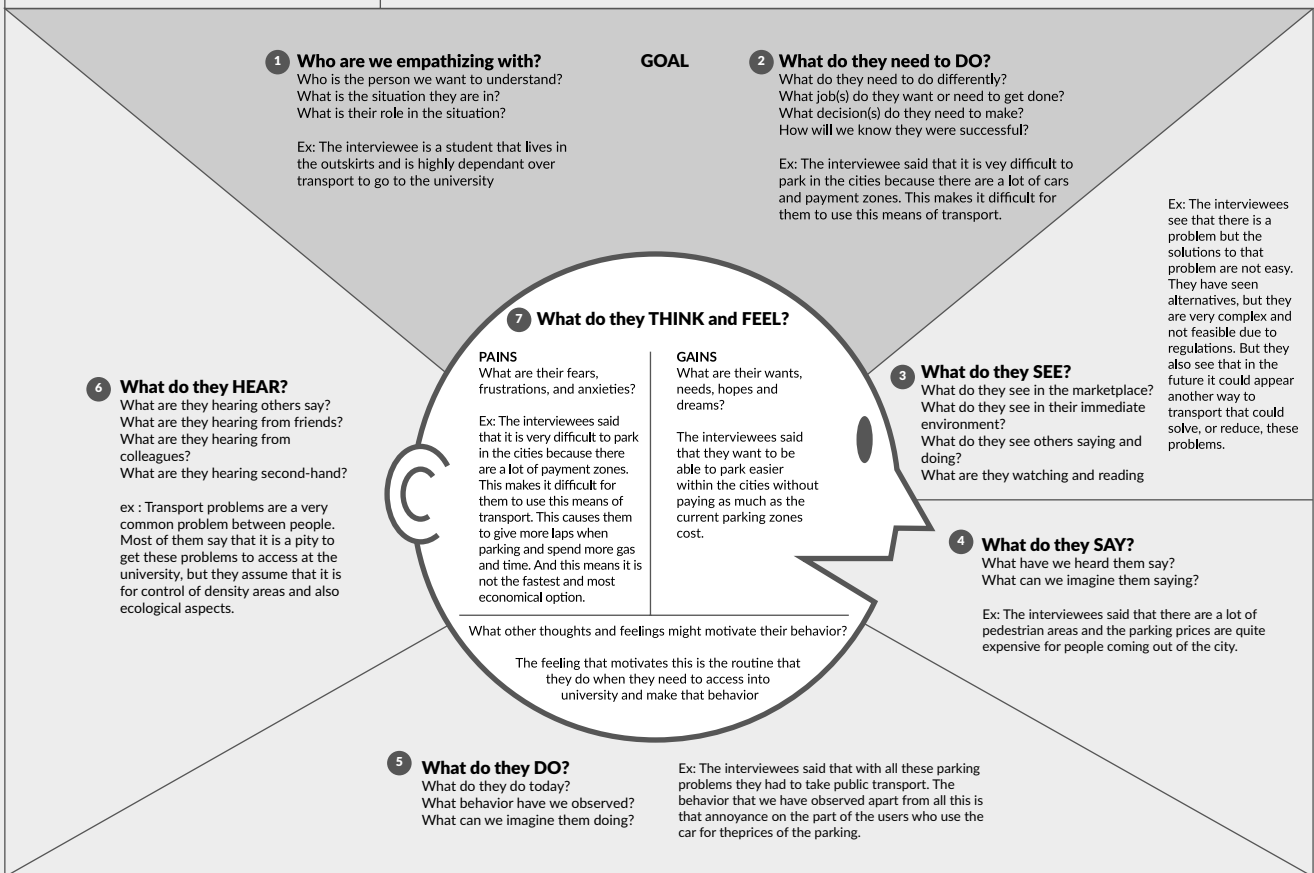 1 Who are we empathizing with?
Who is the person we want to understand?
What is the situation they are in?
What is their role in the situation?
Ex: The interviewee is a student that lives in
the outskirts and is highly dependant over
transport to go to the university
GOAL
2 What do they need to DO?
What do they need to do differently?
What job(s) do they want or need to get done?
What decision(s) do they need to make?
How will we know they were successful?
Ex: The interviewee said that it is vey difficult to
park in the cities because there are a lot of cars
and payment zones. This makes it difficult for
them to use this means of transport.
3 What do they SEE?
What do they see in the marketplace?
What do they see in their immediate
environment?
What do they see others saying and
doing?
What are they watching and reading
Ex: The interviewees
see that there is a
problem but the
solutions to that
problem are not easy.
They have seen
alternatives, but they
are very complex and
not feasible due to
regulations. But they
also see that in the
future it could appear
another way to
transport that could
solve, or reduce, these
problems.
4 What do they SAY?
What have we heard them say?
What can we imagine them saying?
Ex: The interviewees said that there are a lot of
pedestrian areas and the parking prices are quite
expensive for people coming out of the city.
5 What do they DO?
What do they do today?
What behavior have we observed?
What can we imagine them doing?
Ex: The interviewees said that with all these parking
problems they had to take public transport. The
behavior that we have observed apart from all this is
that annoyance on the part of the users who use the
car for theprices of the parking.
6 What do they HEAR?
What are they hearing others say?
What are they hearing from friends?
What are they hearing from
colleagues?
What are they hearing second-hand?
ex : Transport problems are a very
common problem between people.
Most of them say that it is a pity to
get these problems to access at the
university, but they assume that it is
for control of density areas and also
ecological aspects.
7 What do they THINK and FEEL?
PAINS
What are their fears,
frustrations, and anxieties?
Ex: The interviewees said
that it is very difficult to park
in the cities because there
are a lot of payment zones.
This makes it difficult for
them to use this means of
transport. This causes them
to give more laps when
parking and spend more gas
and time. And this means it is
not the fastest and most
economical option.
GAINS
What are their wants,
needs, hopes and
dreams?
The interviewees said
that they want to be
able to park easier
within the cities without
paying as much as the
current parking zones
cost.
What other thoughts and feelings might motivate their behavior?
The feeling that motivates this is the routine that
they do when they need to access into
university and make that behavior